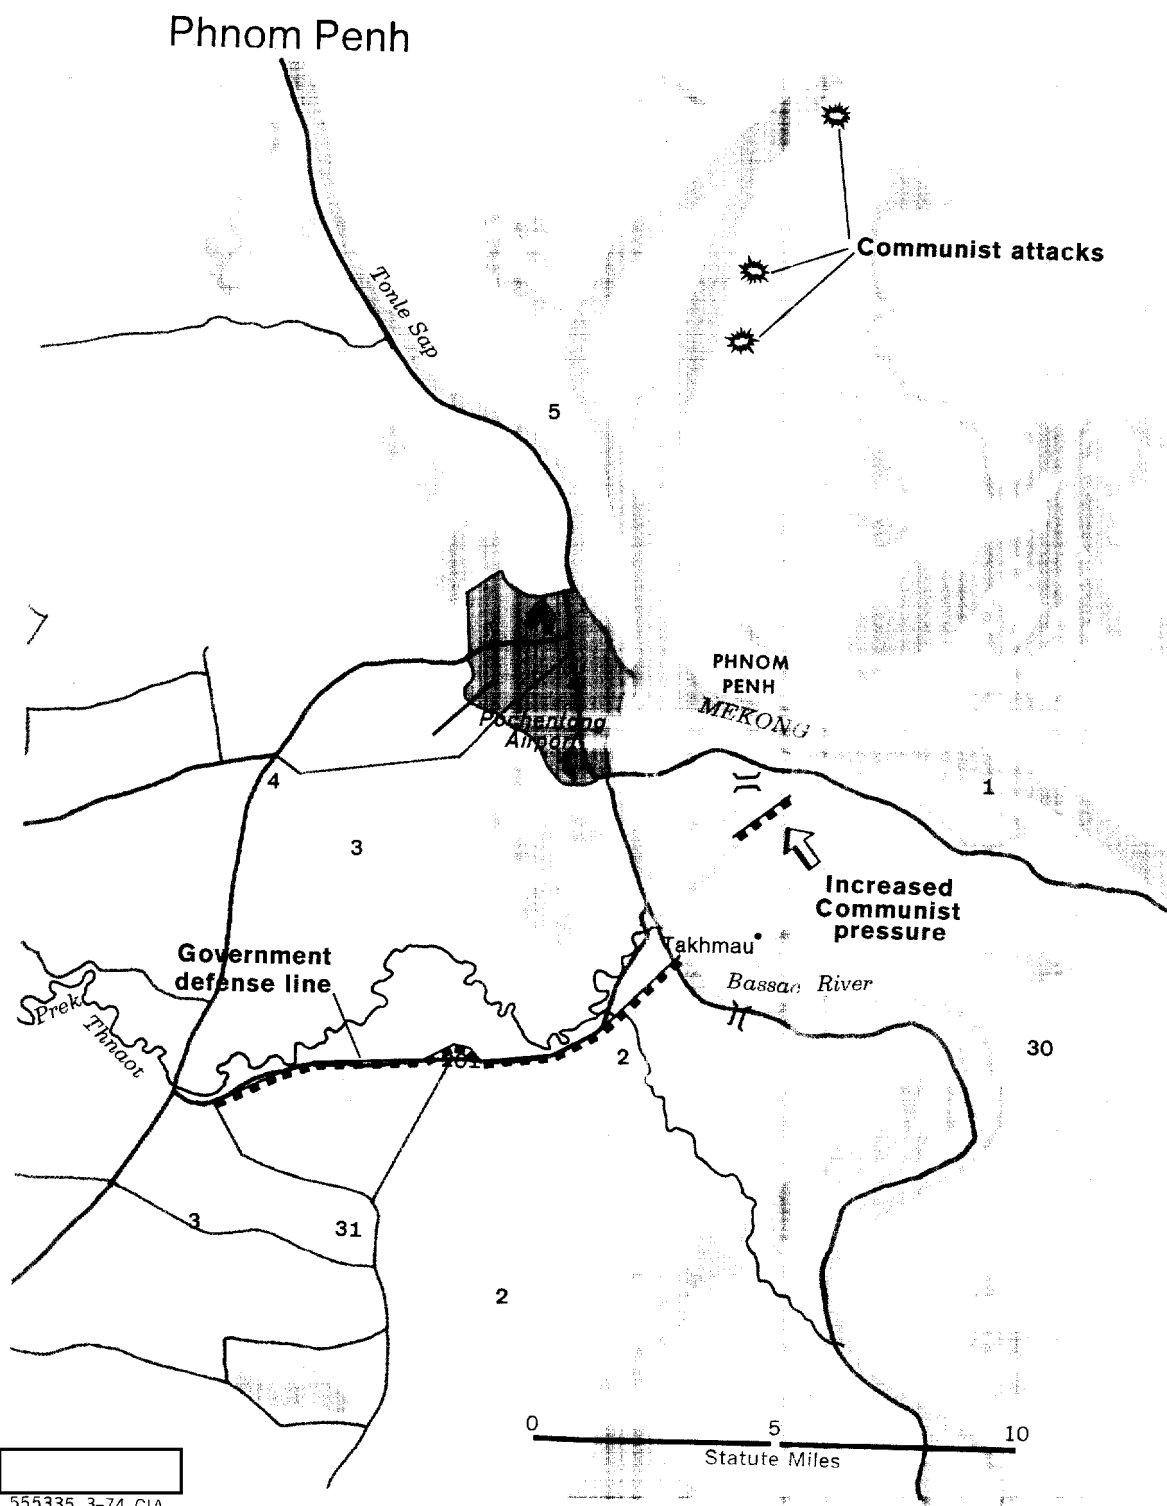 Phnom Penh
Tonle Sap
Communist attacks
5
PHNOM
PENH
MEKONG
Pochentong
Airport
4
1
3
Increased
Communist
pressure
Government
defense line
Takhmau
Bassac River
Prek
Thnaot
201
2
30
3
31
2
0 5 10
Statute Miles
555335 3-74 CIA